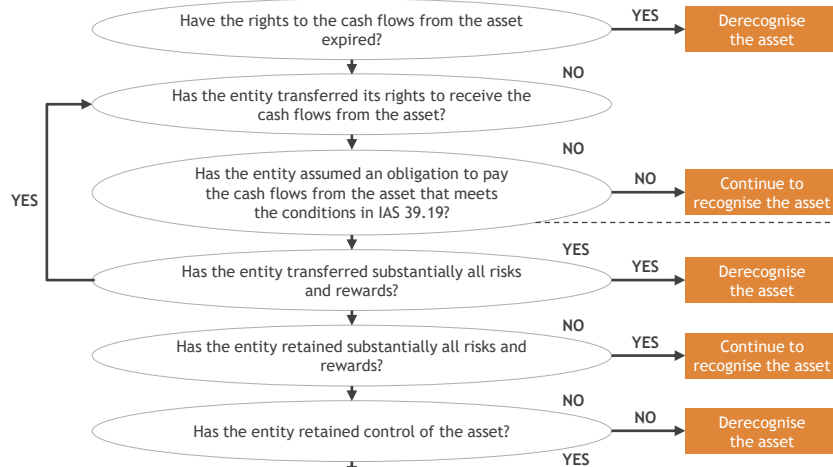 Have the rights to the cash flows from the asset
expired?
YES
Derecognise
the asset
NO
Has the entity transferred its rights to receive the
cash flows from the asset?
NO
Has the entity assumed an obligation to pay
the cash flows from the asset that meets
the conditions in IAS 39.19?
NO
Continue to
recognise the asset
YES
YES
Has the entity transferred substantially all risks
and rewards?
YES
Derecognise
the asset
NO
Has the entity retained substantially all risks and
rewards?
YES
Continue to
recognise the asset
NO
Has the entity retained control of the asset?
NO
Derecognise
the asset
YES